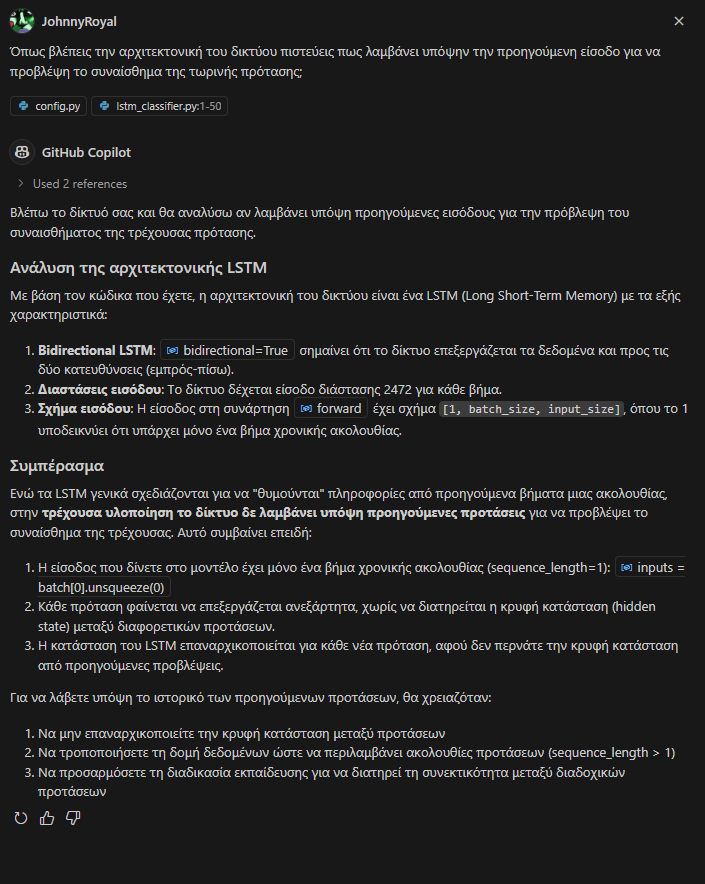 JohnnyRoyal
Όπως βλέπεις την αρχιτεκτονική του δικτύου πιστεύεις πως λαμβάνει υπόψην την προηγούμενη είσοδο για να
προβλέψη το συναίσθημα της τωρινής πρότασης;
config.py lstm_classifier.py:1-50
GitHub Copilot
Used 2 references
Βλέπω το δίκτυό σας και θα αναλύσω αν λαμβάνει υπόψη προηγούμενες εισόδους για την πρόβλεψη του
συναισθήματος της τρέχουσας πρότασης.
Ανάλυση της αρχιτεκτονικής LSTM
Με βάση τον κώδικα που έχετε, η αρχιτεκτονική του δικτύου είναι ένα LSTM (Long Short-Term Memory) με τα εξής
χαρακτηριστικά:
1. Bidirectional LSTM: bidirectional=True σημαίνει ότι το δίκτυο επεξεργάζεται τα δεδομένα και προς τις
δύο κατευθύνσεις (εμπρός-πίσω).
2. Διαστάσεις εισόδου: Το δίκτυο δέχεται είσοδο διάστασης 2472 για κάθε βήμα.
3. Σχήμα εισόδου: Η είσοδος στη συνάρτηση forward έχει σχήμα [1, batch_size, input_size], όπου το 1
υποδεικνύει ότι υπάρχει μόνο ένα βήμα χρονικής ακολουθίας.
Συμπέρασμα
Ενώ τα LSTM γενικά σχεδιάζονται για να "θυμούνται" πληροφορίες από προηγούμενα βήματα μιας ακολουθίας,
στην τρέχουσα υλοποίηση το δίκτυο δε λαμβάνει υπόψη προηγούμενες προτάσεις για να προβλέψει το
συναίσθημα της τρέχουσας. Αυτό συμβαίνει επειδή:
1. Η είσοδος που δίνετε στο μοντέλο έχει μόνο ένα βήμα χρονικής ακολουθίας (sequence_length=1): inputs =
batch[0].unsqueeze(0)
2. Κάθε πρόταση φαίνεται να επεξεργάζεται ανεξάρτητα, χωρίς να διατηρείται η κρυφή κατάσταση (hidden
state) μεταξύ διαφορετικών προτάσεων.
3. Η κατάσταση του LSTM επαναρχικοποιείται για κάθε νέα πρόταση, αφού δεν περνάτε την κρυφή κατάσταση
από προηγούμενες προβλέψεις.
Για να λάβετε υπόψη το ιστορικό των προηγούμενων προτάσεων, θα χρειαζόταν:
1. Να μην επαναρχικοποιείτε την κρυφή κατάσταση μεταξύ προτάσεων
2. Να τροποποιήσετε τη δομή δεδομένων ώστε να περιλαμβάνει ακολουθίες προτάσεων (sequence_length > 1)
3. Να προσαρμόσετε τη διαδικασία εκπαίδευσης για να διατηρεί τη συνεκτικότητα μεταξύ διαδοχικών
προτάσεων